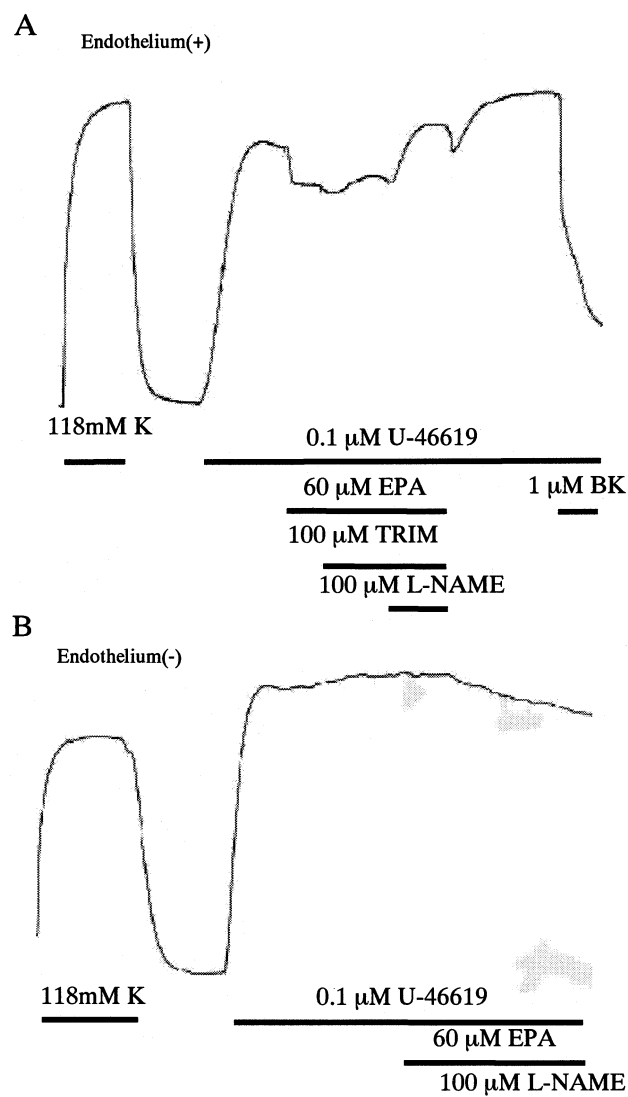 A
Endothelium(+)
118mM K
0.1 μM U-46619
60 μM EPA
1 μM BK
100 μM TRIM
100 μM L-NAME
B
Endothelium(-)
118mM K
0.1 μM U-46619
60 μM EPA
100 μM L-NAME